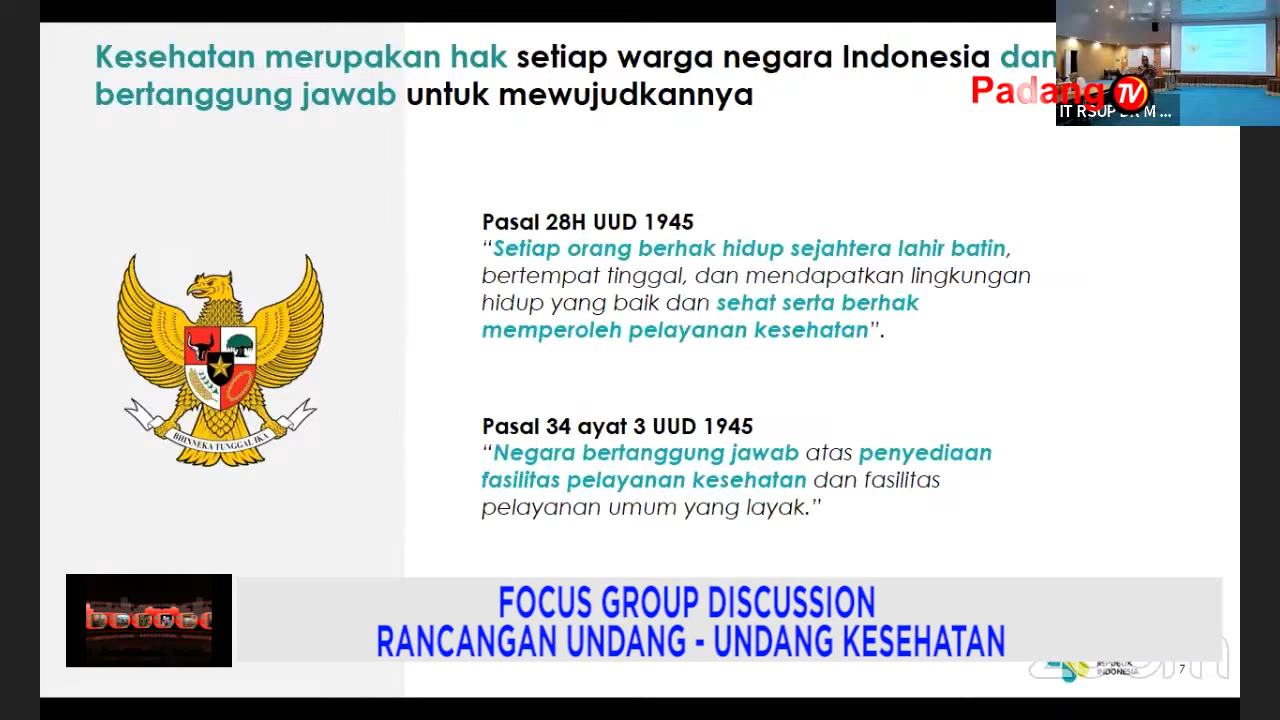 Kesehatan merupakan hak setiap warga negara Indonesia dan
bertanggung jawab untuk mewujudkannya
Padang TV
IT RSUP DR M ...
Pasal 28H UUD 1945
“Setiap orang berhak hidup sejahtera lahir batin,
bertempat tinggal, dan mendapatkan lingkungan
hidup yang baik dan sehat serta berhak
memperoleh pelayanan kesehatan”.
BHINNEKA TUNGGAL IKA
Pasal 34 ayat 3 UUD 1945
“Negara bertanggung jawab atas penyediaan
fasilitas pelayanan kesehatan dan fasilitas
pelayanan umum yang layak.”
FOCUS GROUP DISCUSSION
RANCANGAN UNDANG - UNDANG KESEHATAN
REPUBLIK
INDONESIA
7